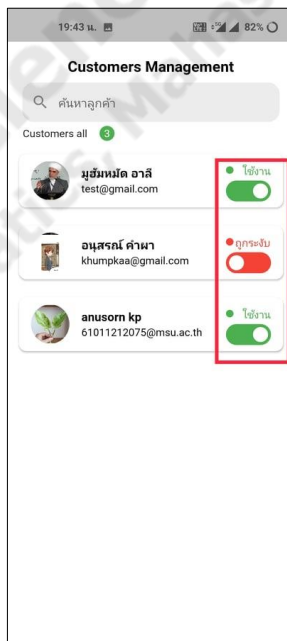 19:43 น. 82%
Customers Management
ค้นหาลูกค้า
Customers all 3
มูฮัมหมัด อาลี
test@gmail.com
ใช้งาน
อนุสรณ์ คำผา
khumpkaa@gmail.com
ถูกระงับ
anusorn kp
61011212075@msu.ac.th
ใช้งาน